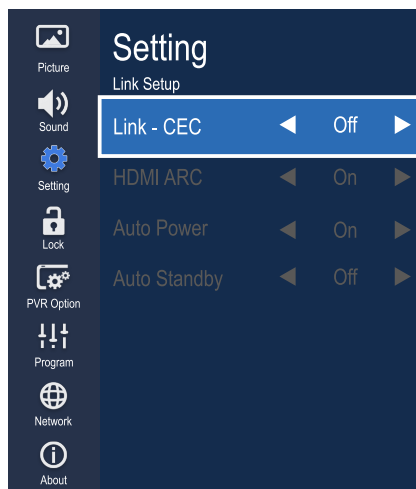 Picture
Sound
Setting
Lock
PVR Option
Program
Network
About
Setting
Link Setup
Link - CEC Off
HDMI ARC On
Auto Power On
Auto Standby Off